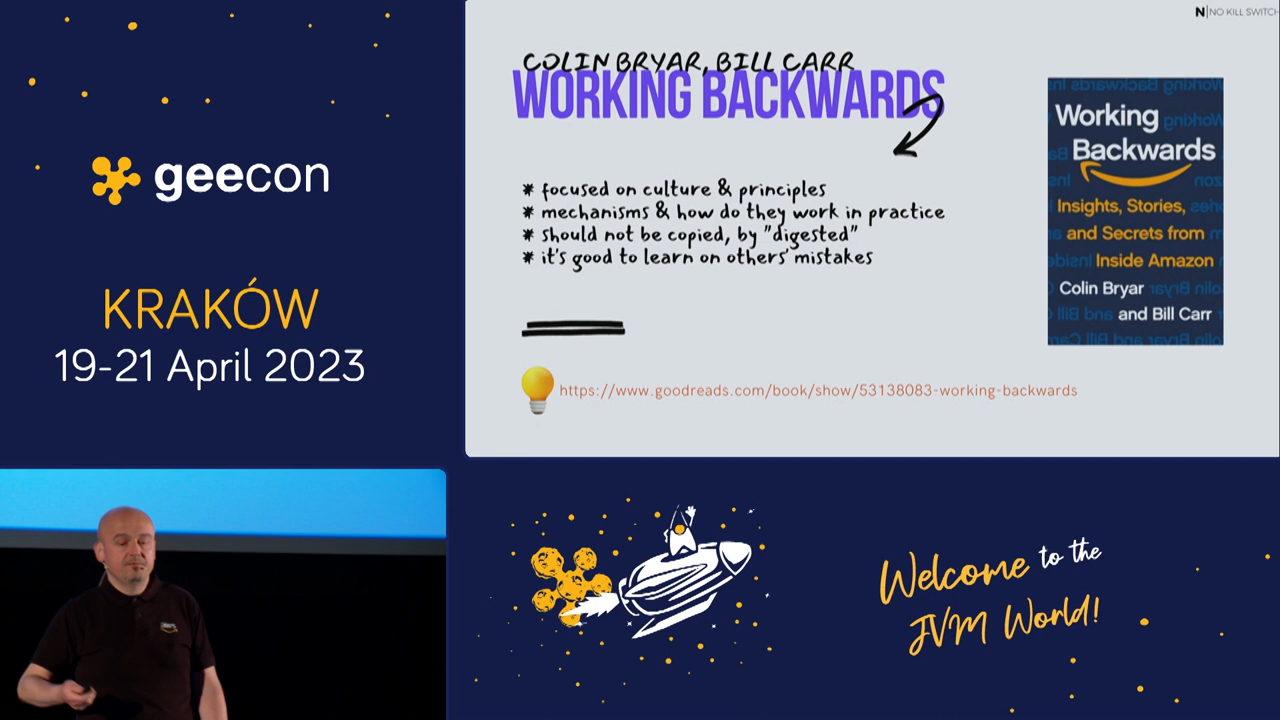 geecon
KRAKÓW
19-21 April 2023
N|NO KILL SWITCH
COLIN BRYAR, BILL CARR
WORKING BACKWARDS
* focused on culture & principles
* mechanisms & how do they work in practice
* should not be copied, by "digested"
* it's good to learn on others' mistakes
https://www.goodreads.com/book/show/53138083-working-backwards
Working
Backwards
Insights, Stories,
and Secrets from
Inside Amazon
Colin Bryar
and Bill Carr
Welcome to the
JVM World!